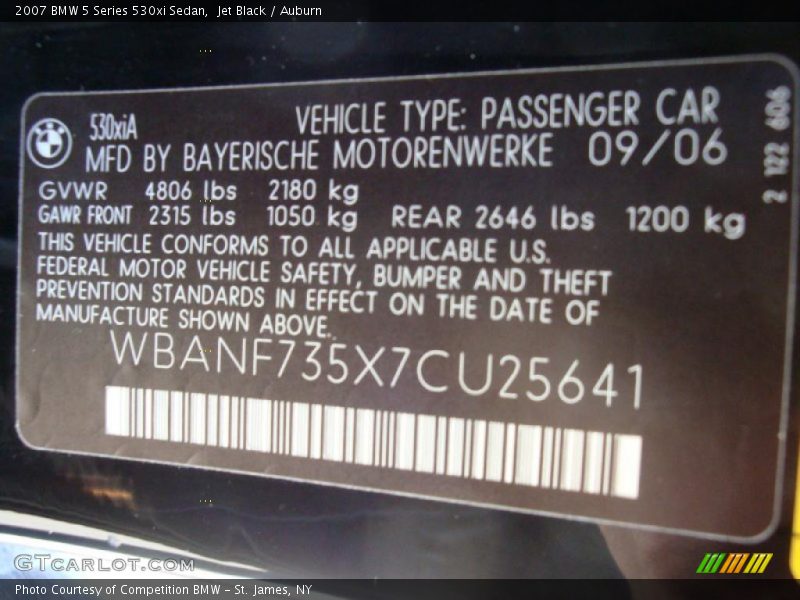 2007 BMW 5 Series 530xi Sedan,  Jet Black / Auburn
530xiA VEHICLE TYPE: PASSENGER CAR
MFD BY BAYERISCHE MOTORENWERKE 09/06
GVWR 4806 lbs 2180 kg
GAWR FRONT 2315 lbs 1050 kg REAR 2646 lbs 1200 kg
THIS VEHICLE CONFORMS TO ALL APPLICABLE U.S.
FEDERAL MOTOR VEHICLE SAFETY, BUMPER AND THEFT
PREVENTION STANDARDS IN EFFECT ON THE DATE OF
MANUFACTURE SHOWN ABOVE.
WBANF735X7CU25641
2 122 606
GTCARLOT.COM
Photo Courtesy of Competition BMW – St. James, NY